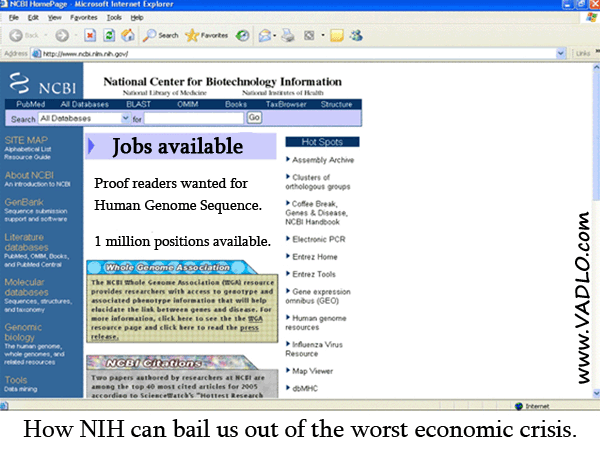 NCBI HomePage - Microsoft Internet Explorer
File Edit View Favorites Tools Help
Back Search Favorites
Address http://www.ncbi.nlm.nih.gov/ Links
NCBI
National Center for Biotechnology Information
National Library of Medicine National Institutes of Health
PubMed All Databases BLAST OMIM Books TaxBrowser Structure
Search All Databases for Go
SITE MAP
Alphabetical List
Resource Guide
About NCBI
An introduction to NCBI
GenBank
Sequence submission
support and software
Literature
databases
PubMed, OMIM, Books,
and PubMed Central
Molecular
databases
Sequences, structures,
and taxonomy
Genomic
biology
The human genome,
whole genomes, and
related resources
Tools
Data mining
Jobs available
Proof readers wanted for
Human Genome Sequence.
1 million positions available.
Whole Genome Association
The NCBI Whole Genome Association (WGA) resource
provides researchers with access to genotype and
associated phenotype information that will help
elucidate the link between genes and disease. For
more information, click here to see the the WGA
resource page and click here to read the press
release.
NCBI Citations
Two papers authored by researchers at NCBI are
among the top 40 most cited articles for 2005
according to ScienceWatch's "Hottest Research
Hot Spots
Assembly Archive
Clusters of
orthologous groups
Coffee Break,
Genes & Disease,
NCBI Handbook
Electronic PCR
Entrez Home
Entrez Tools
Gene expression
omnibus (GEO)
Human genome
resources
Influenza Virus
Resource
Map Viewer
dbMHC
www.VADLO.com
Internet
How NIH can bail us out of the worst economic crisis.